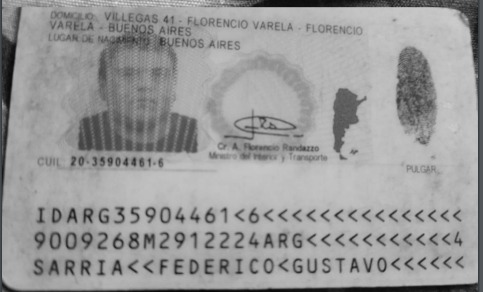 DOMICILIO: VILLEGAS 41 - FLORENCIO VARELA - FLORENCIO
VARELA - BUENOS AIRES
LUGAR DE NACIMIENTO: BUENOS AIRES
Cr. A. Florencio Randazzo
Ministro del Interior y Transporte
CUIL: 20-35904461-6
PULGAR
IDARG35904461<6<<<<<<<<<<<<<<<
9009268M2912224ARG<<<<<<<<<<<4
SARRIA<<FEDERICO<GUSTAVO<<<<<<